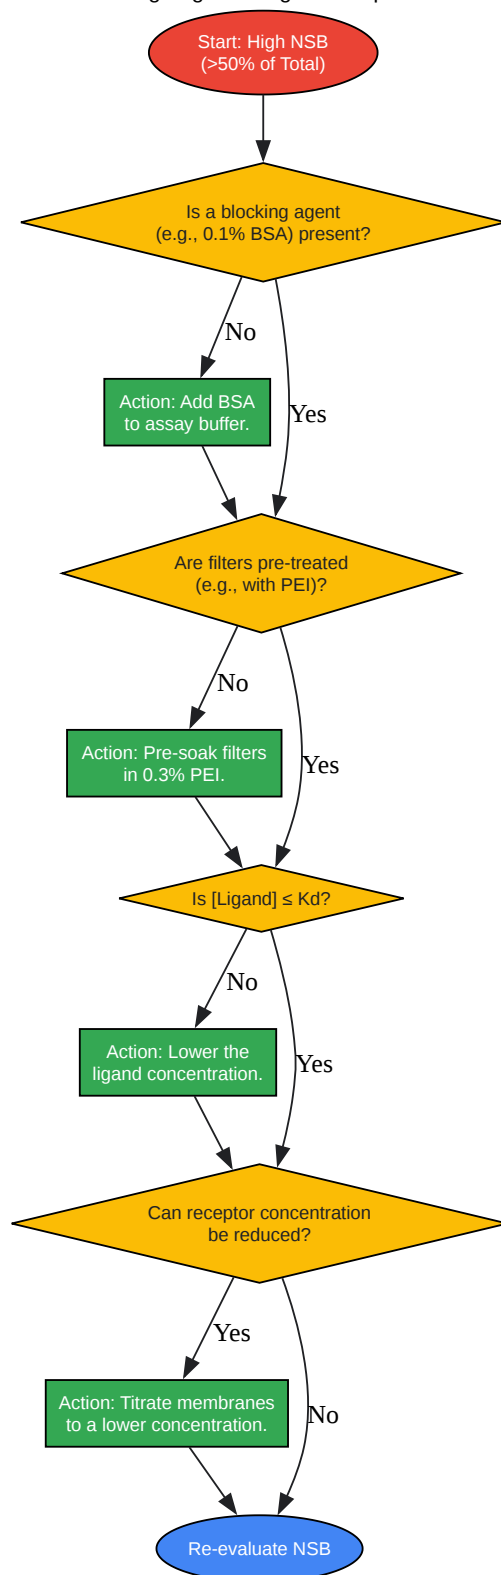 Start: High NSB
(>50% of Total)
Is a blocking agent
(e.g., 0.1% BSA) present?
No
Action: Add BSA
to assay buffer.
Yes
Are filters pre-treated
(e.g., with PEI)?
No
Action: Pre-soak filters
in 0.3% PEI.
Yes
Is [Ligand] ≤ Kd?
No
Action: Lower the
ligand concentration.
Yes
Can receptor concentration
be reduced?
Yes
Action: Titrate membranes
to a lower concentration.
No
Re-evaluate NSB